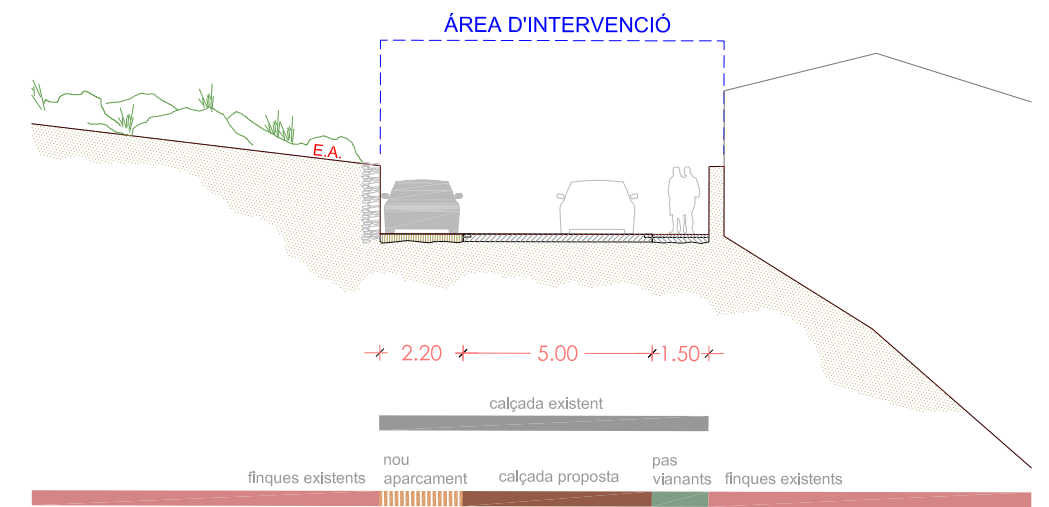 ÁREA D'INTERVENCIÓ
E.A.
2.20 5.00 1.50
calçada existent
finques existents
nou
aparcament
calçada proposta
pas
vianants
finques existents